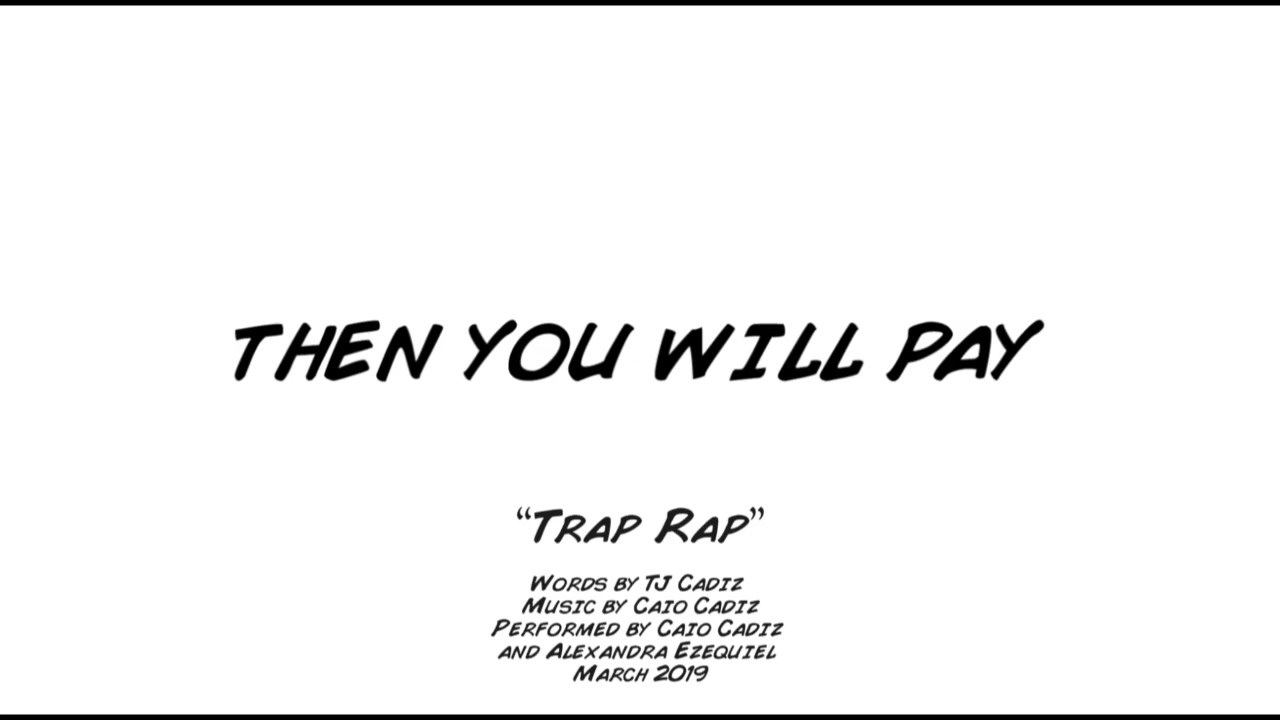 THEN YOU WILL PAY
“TRAP RAP”
WORDS BY TJ CADIZ
MUSIC BY CAIO CADIZ
PERFORMED BY CAIO CADIZ
AND ALEXANDRA EZEQUIEL
MARCH 2019